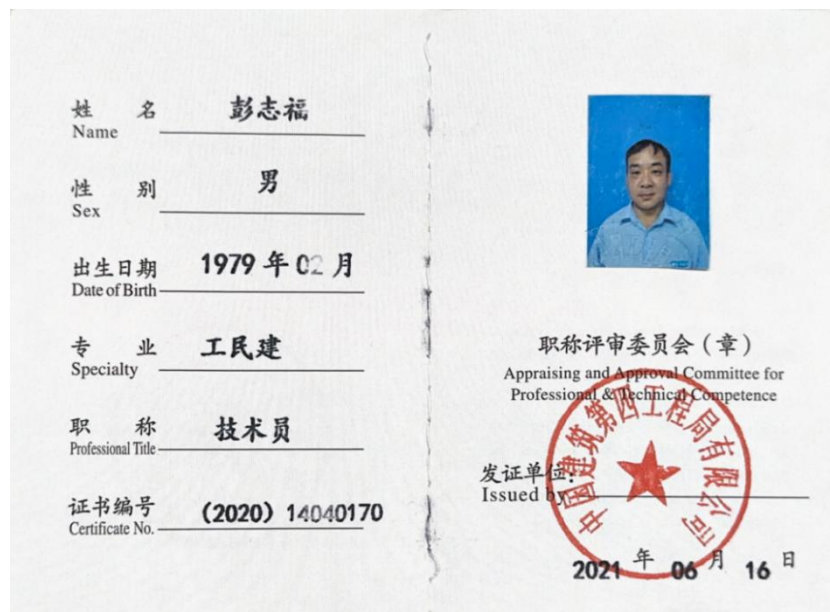 姓 名 彭志福
Name
性 别 男
Sex
出生日期 1979 年 02 月
Date of Birth
专 业 工民建
Specialty
职 称 技术员
Professional Title
证书编号 (2020) 14040170
Certificate No.
职称评审委员会(章)
Appraising and Approval Committee for
Professional & Technical Competence
中国建筑第四工程局有限公司
发证单位:
Issued by
2021 年 06 月 16 日